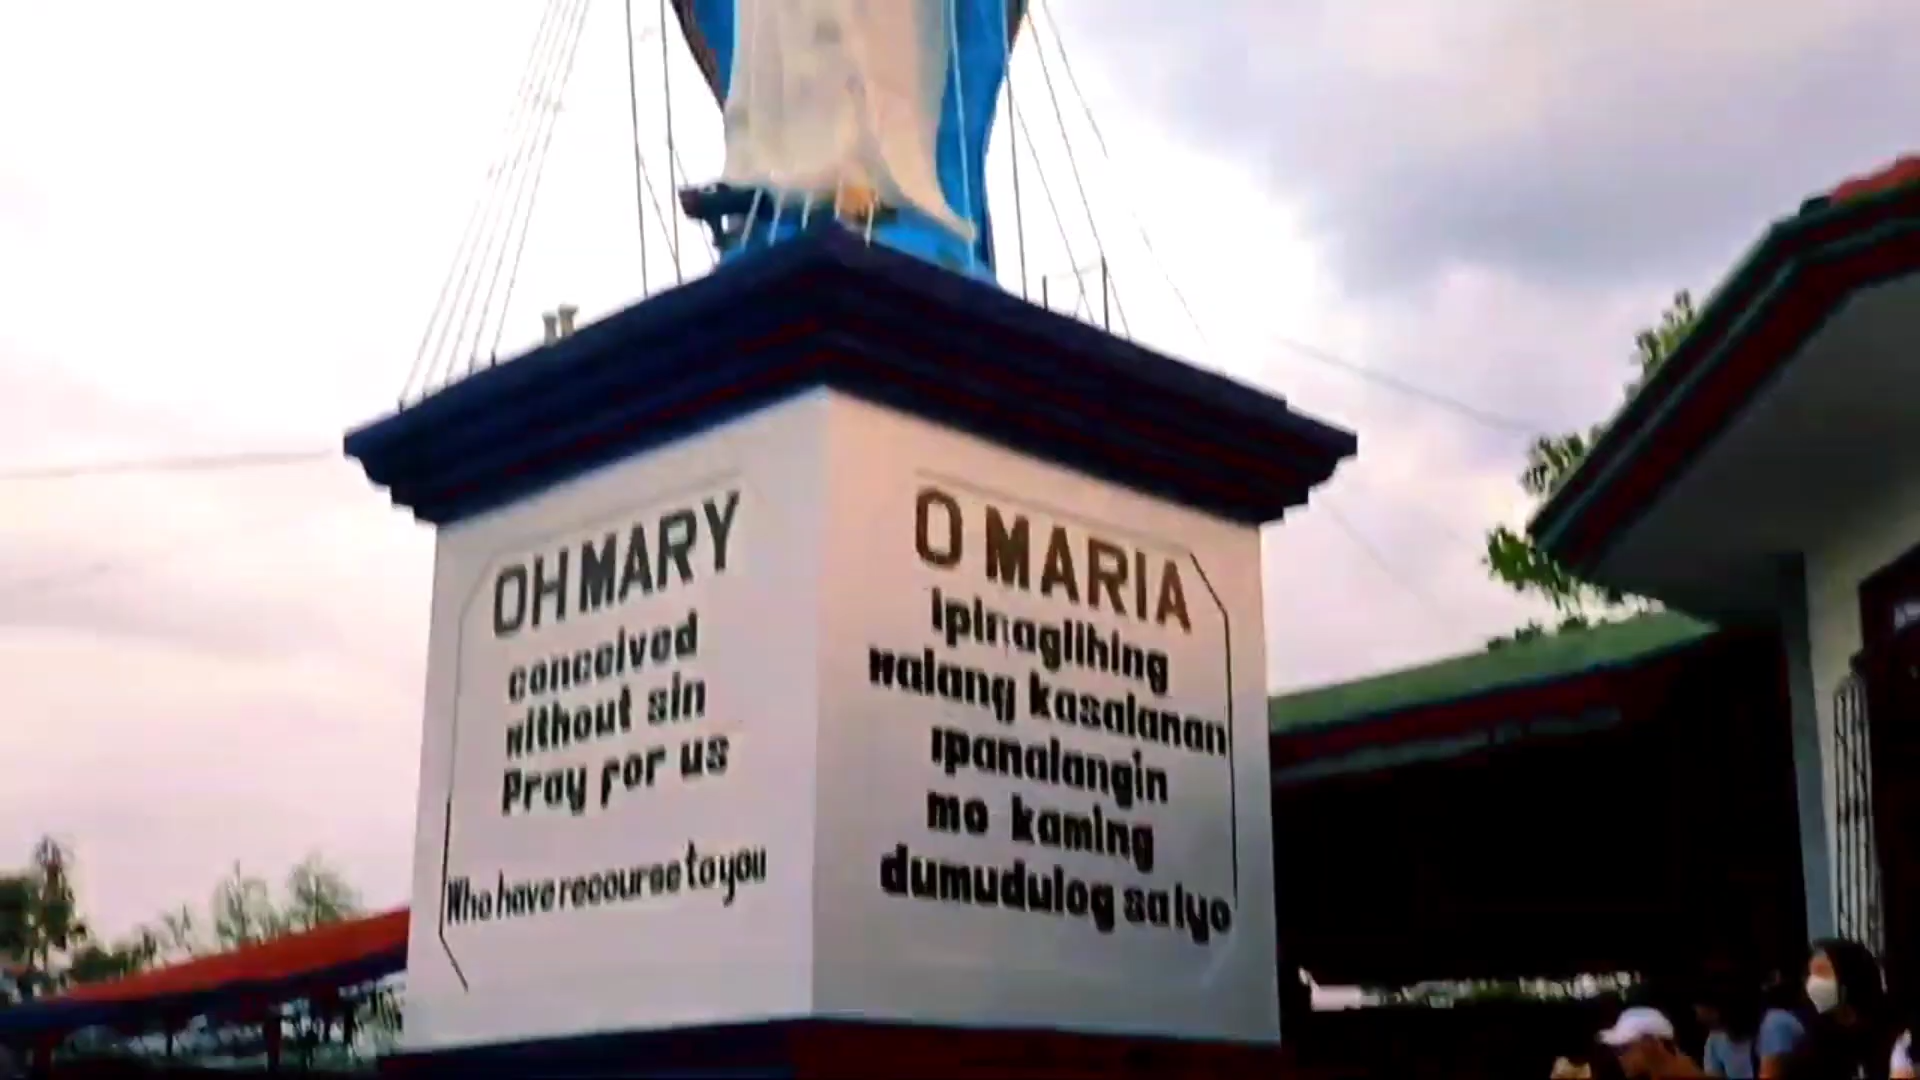 OH MARY
conceived
without sin
Pray for us
Who have recourse to you
O MARIA
ipinaglihing
walang kasalanan
ipanalangin
mo kaming
dumudulog sa iyo